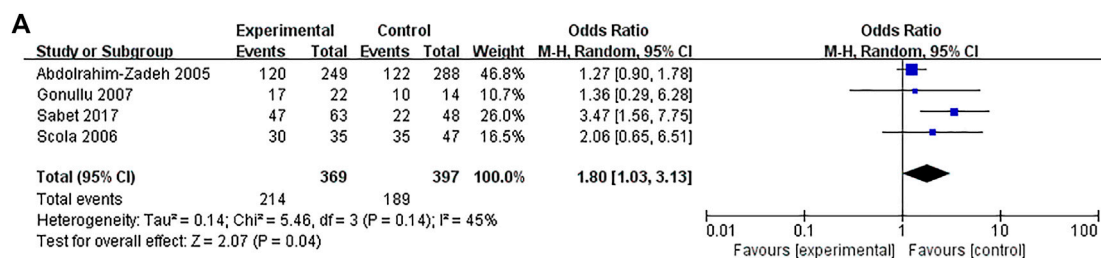 A
Experimental Control Odds Ratio Odds Ratio
Study or Subgroup Events Total Events Total Weight M-H, Random, 95% CI M-H, Random, 95% CI
Abdolrahim-Zadeh 2005 120 249 122 288 46.8% 1.27 [0.90, 1.78]
Gonullu 2007 17 22 10 14 10.7% 1.36 [0.29, 6.28]
Sabet 2017 47 63 22 48 26.0% 3.47 [1.56, 7.75]
Scola 2006 30 35 35 47 16.5% 2.06 [0.65, 6.51]
Total (95% CI) 369 397 100.0% 1.80 [1.03, 3.13]
Total events 214 189
Heterogeneity: Tau² = 0.14; Chi² = 5.46, df = 3 (P = 0.14); I² = 45%
Test for overall effect: Z = 2.07 (P = 0.04)
0.01 0.1 1 10 100
Favours [experimental] Favours [control]